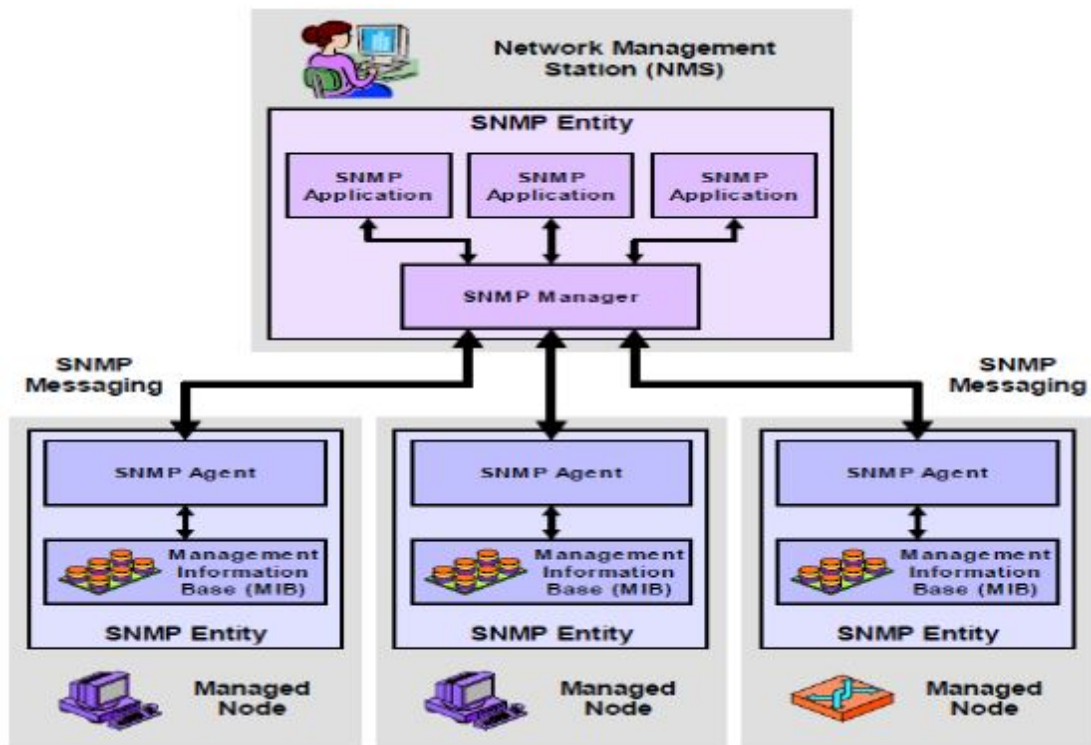 Network Management
Station (NMS)
SNMP Entity
SNMP
Application
SNMP
Application
SNMP
Application
SNMP Manager
SNMP
Messaging
SNMP
Messaging
SNMP Agent
Management
Information
Base (MIB)
SNMP Entity
Managed
Node
SNMP Agent
Management
Information
Base (MIB)
SNMP Entity
Managed
Node
SNMP Agent
Management
Information
Base (MIB)
SNMP Entity
Managed
Node